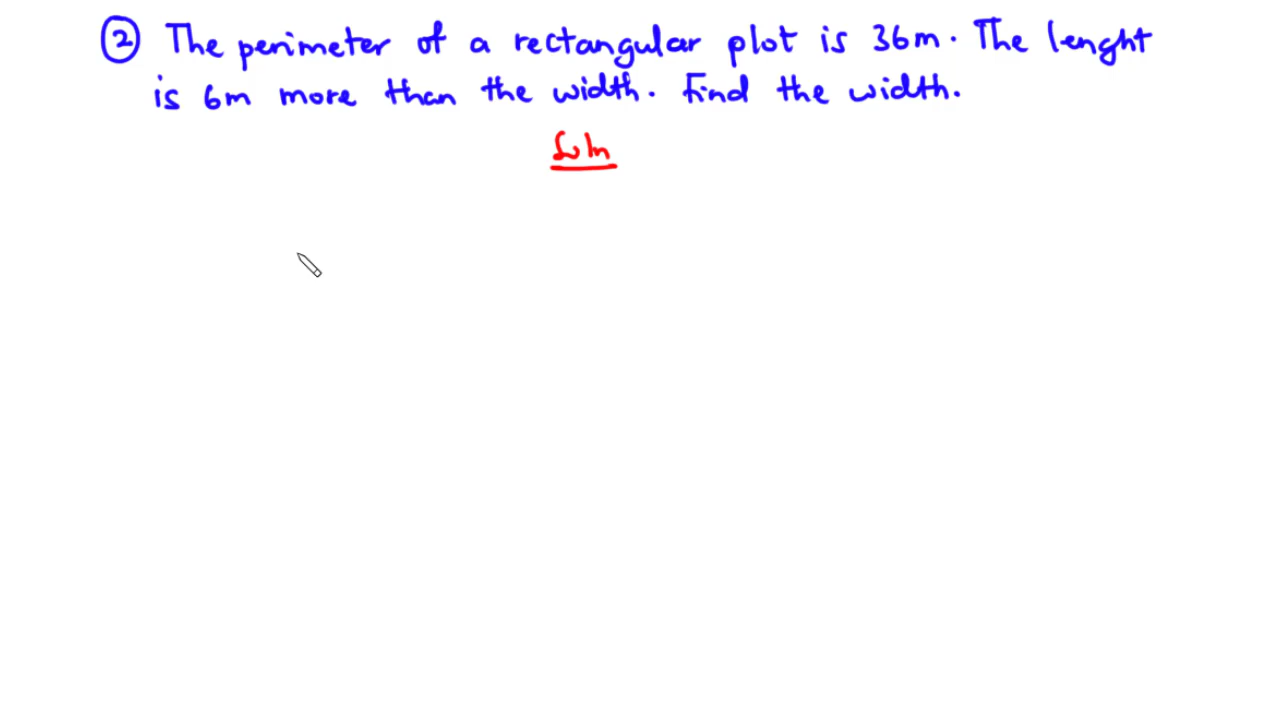 ② The perimeter of a rectangular plot is 36m. The lenght
is 6m more than the width. Find the width.
Soln